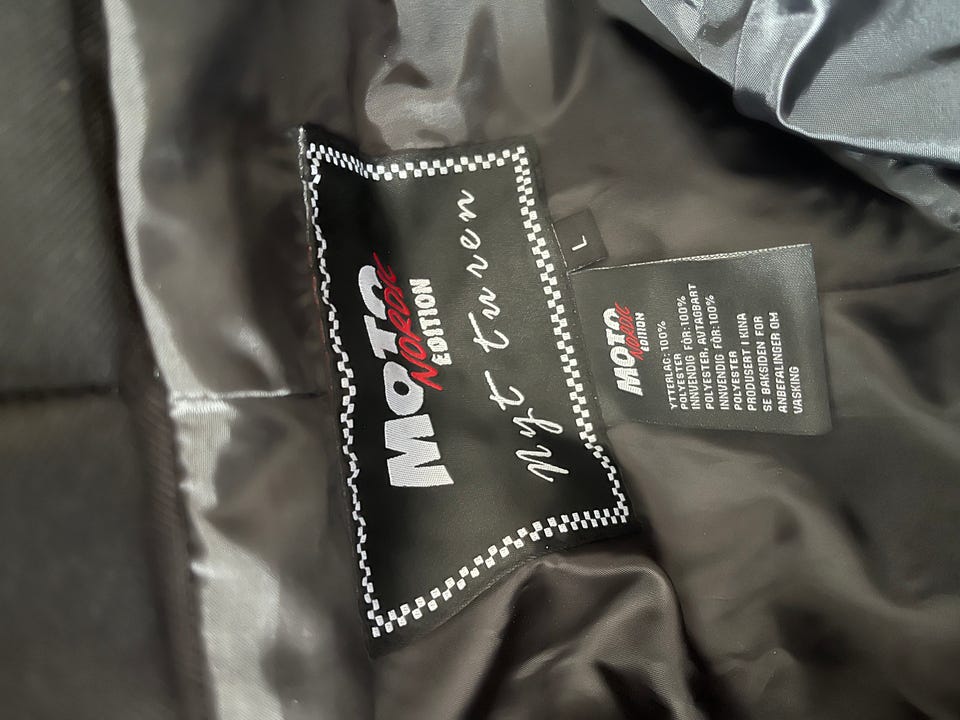 MOTO
NORDIC
EDITION
Nyt turen
L
MOTO
NORDIC
EDITION
YTTERLAG: 100%
POLYESTER
INNVENDIG FÔR:100%
POLYESTER, AVTAGBART
INNVENDIG FÔR:100%
POLYESTER
PRODUSERT I KINA
SE BAKSIDEN FOR
ANBEFALINGER OM
VASKING